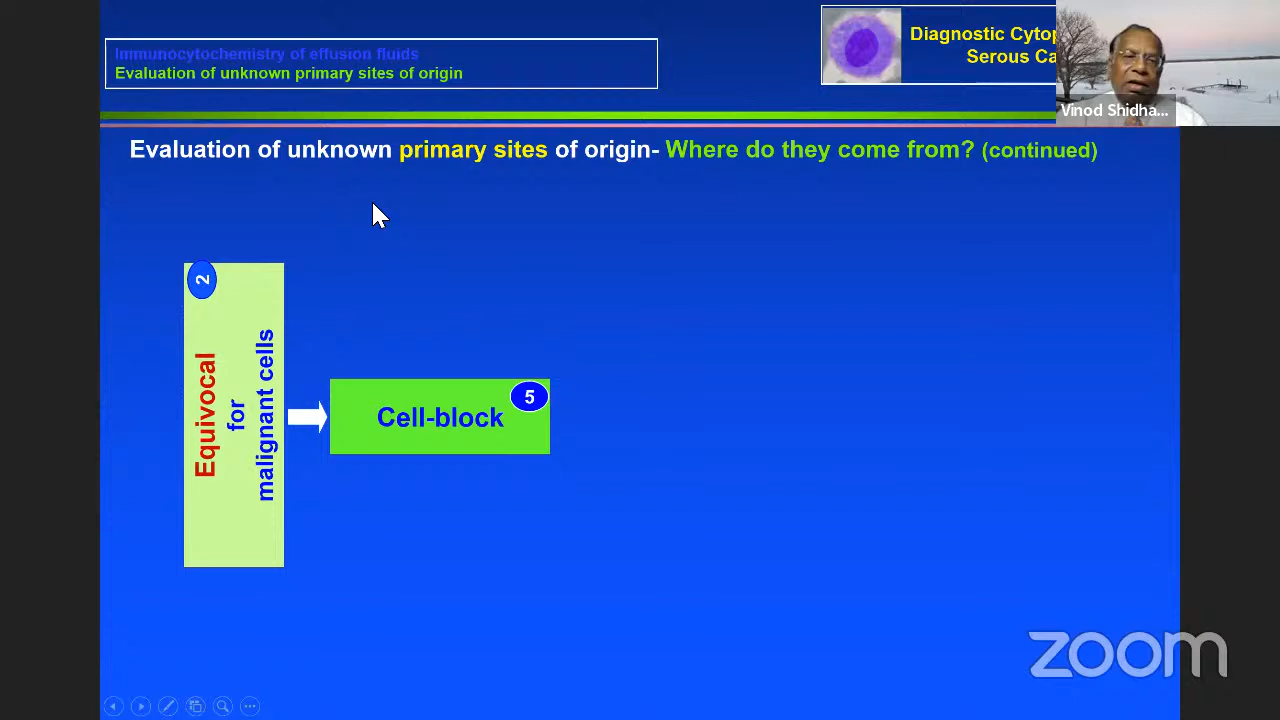 Immunocytochemistry of effusion fluids
Evaluation of unknown primary sites of origin
Diagnostic Cytop
Serous Ca
Vinod Shidha...
Evaluation of unknown primary sites of origin- Where do they come from? (continued)
2
Equivocal
for
malignant cells
5
Cell-block
zoom